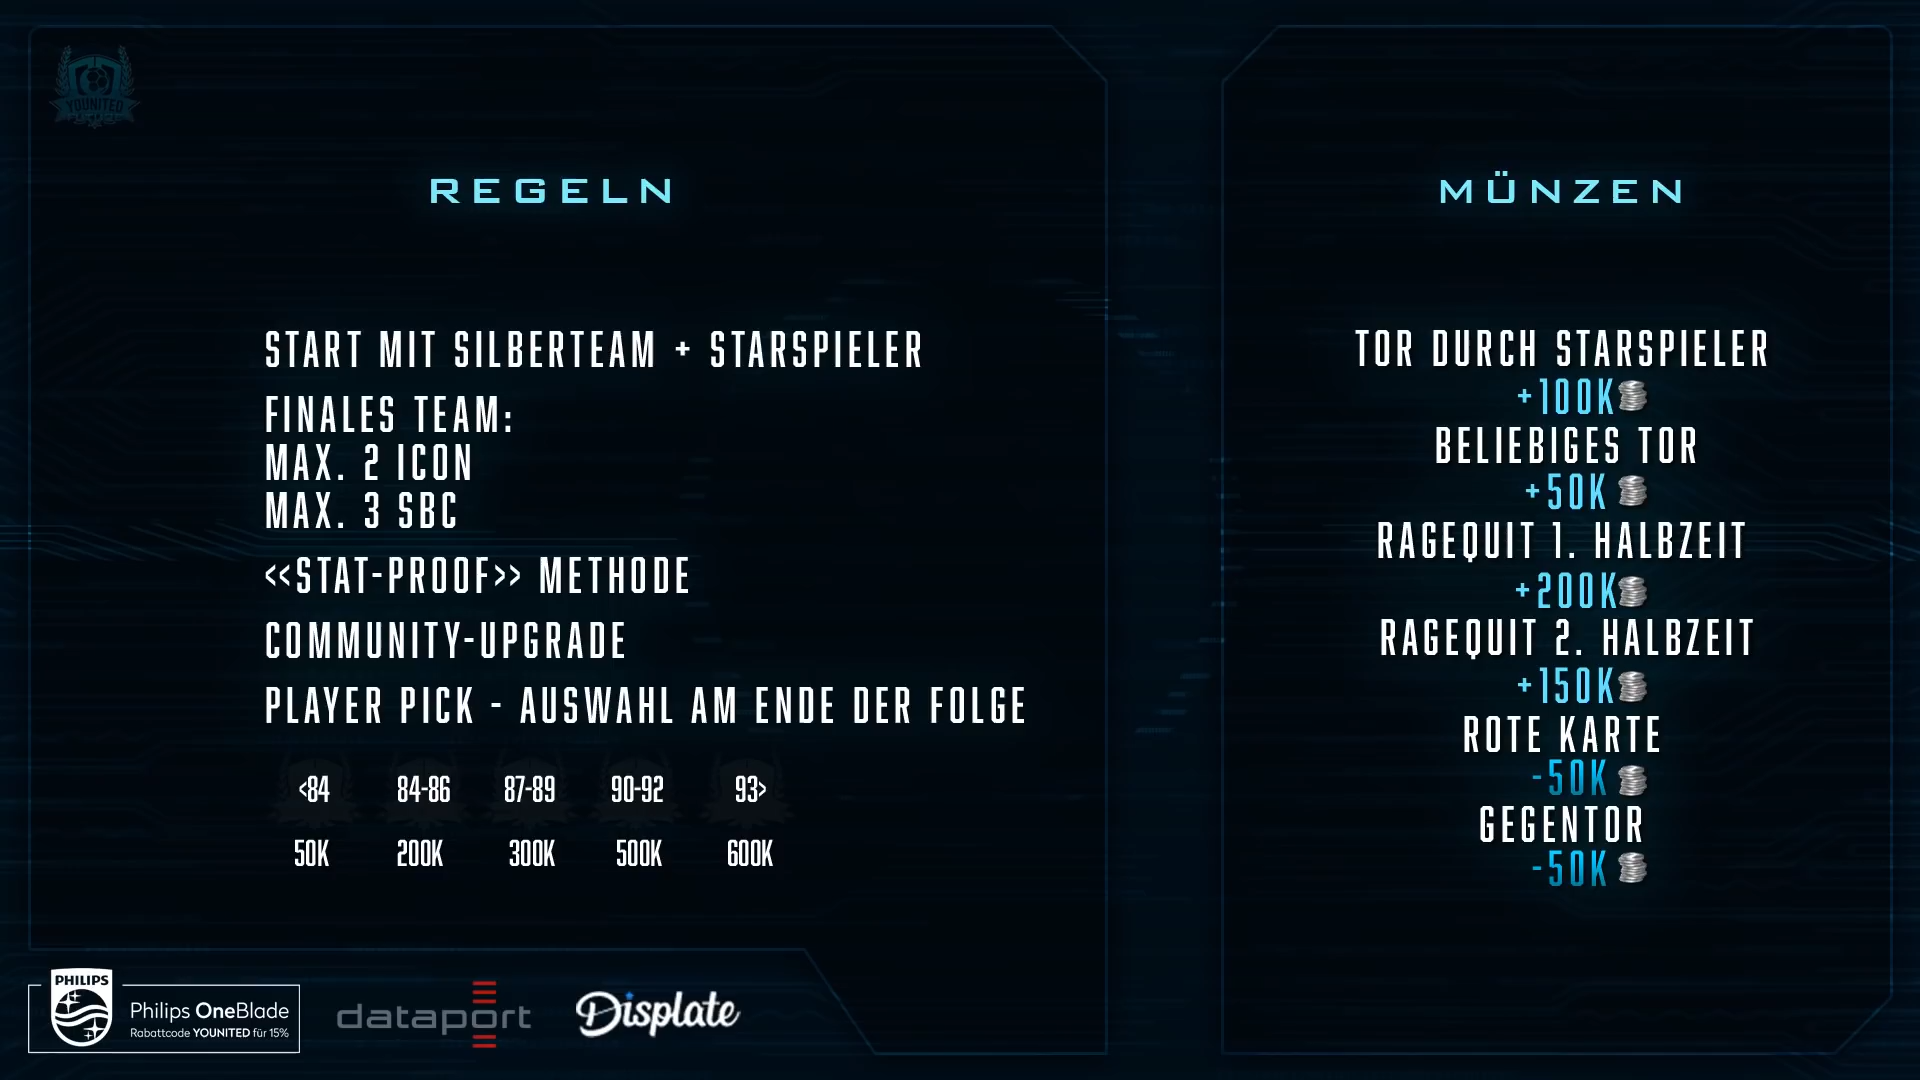 YOUNITED
REGELN
START MIT SILBERTEAM + STARSPIELER
FINALES TEAM:
MAX. 2 ICON
MAX. 3 SBC
<<STAT-PROOF>> METHODE
COMMUNITY-UPGRADE
PLAYER PICK - AUSWAHL AM ENDE DER FOLGE
<84 84-86 87-89 90-92 93>
50K 200K 300K 500K 600K
MÜNZEN
TOR DURCH STARSPIELER
+100K
BELIEBIGES TOR
+50K
RAGEQUIT 1. HALBZEIT
+200K
RAGEQUIT 2. HALBZEIT
+150K
ROTE KARTE
-50K
GEGENTOR
-50K
PHILIPS
Philips OneBlade
Rabattcode YOUNITED für 15%
dataport
Displate